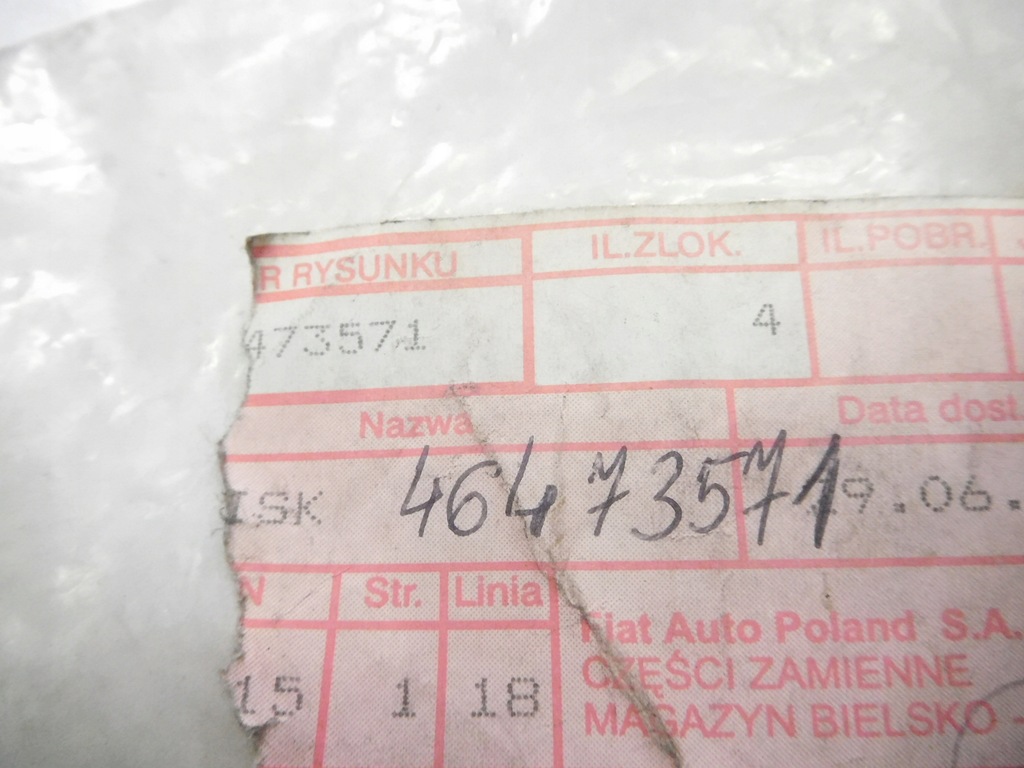 R RYSUNKU IL.ZLOK. IL.POBR.
473571 4
Nazwa Data dost
ISK 46473571 9.06.
N Str. Linia
15 1 18
Fiat Auto Poland S.A.
CZĘŚCI ZAMIENNE
MAGAZYN BIELSKO -